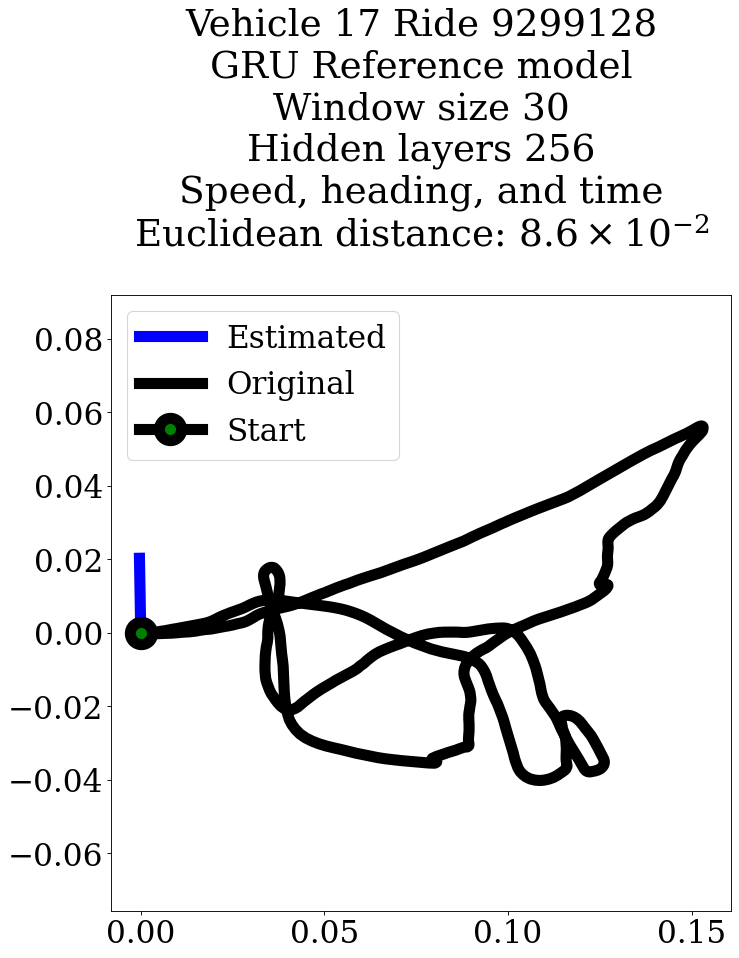 Vehicle 17 Ride 9299128
GRU Reference model
Window size 30
Hidden layers 256
Speed, heading, and time
Euclidean distance: 8.6 × 10⁻²
Estimated
Original
Start
0.08
0.06
0.04
0.02
0.00
−0.02
−0.04
−0.06
0.00 0.05 0.10 0.15